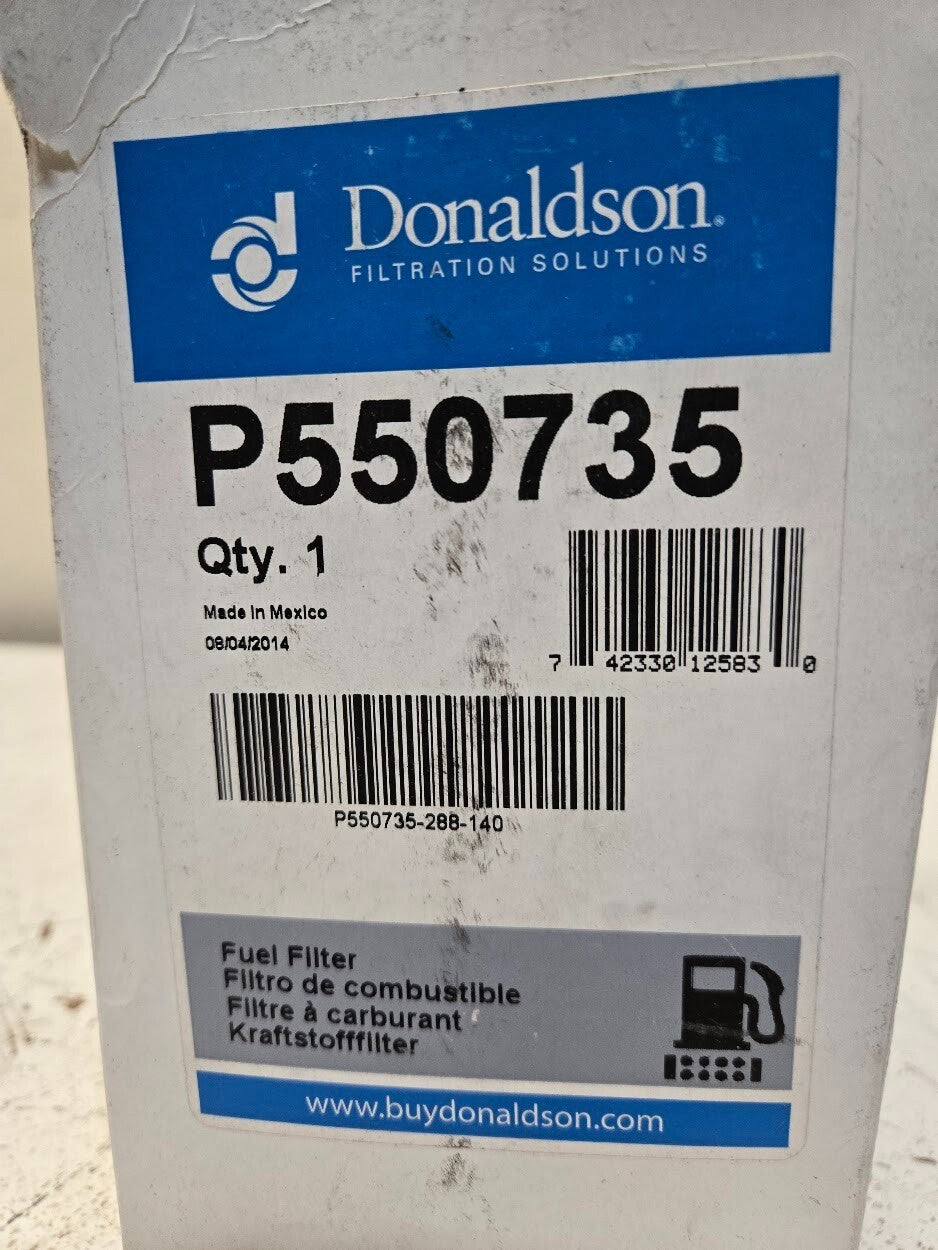 Donaldson®
FILTRATION SOLUTIONS
P550735
Qty. 1
Made in Mexico
08/04/2014
7 42330 12583 0
P550735-288-140
Fuel Filter
Filtro de combustible
Filtre à carburant
Kraftstofffilter
www.buydonaldson.com